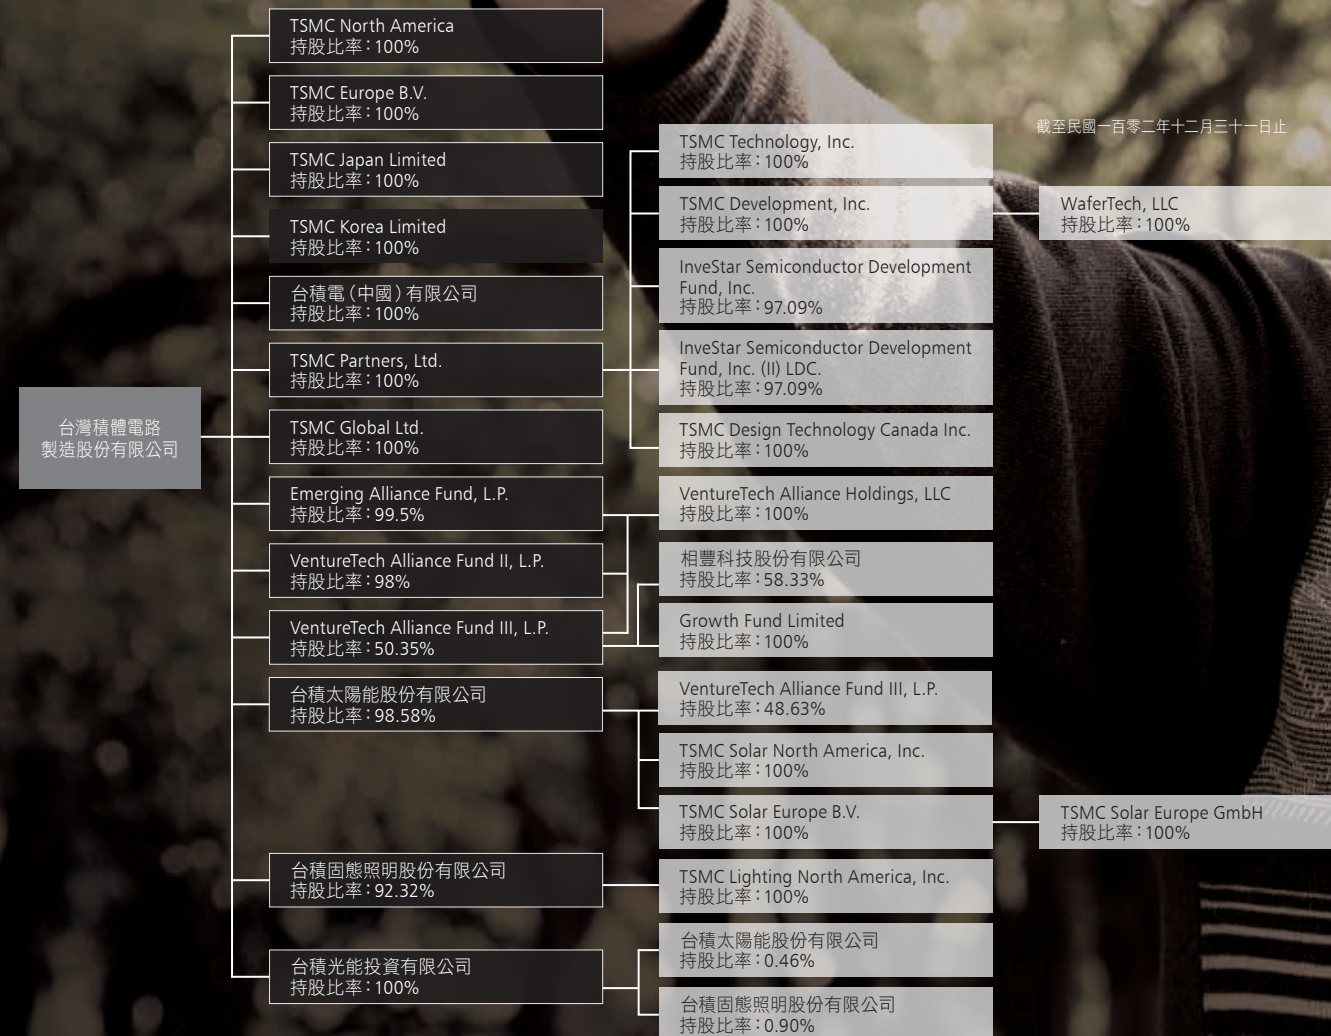 TSMC North America
持股比率：100%
TSMC Europe B.V.
持股比率：100%
TSMC Japan Limited
持股比率：100%
TSMC Korea Limited
持股比率：100%
台積電（中國）有限公司
持股比率：100%
TSMC Partners, Ltd.
持股比率：100%
台灣積體電路
製造股份有限公司
TSMC Global Ltd.
持股比率：100%
Emerging Alliance Fund, L.P.
持股比率：99.5%
VentureTech Alliance Fund II, L.P.
持股比率：98%
VentureTech Alliance Fund III, L.P.
持股比率：50.35%
台積太陽能股份有限公司
持股比率：98.58%
台積固態照明股份有限公司
持股比率：92.32%
台積光能投資有限公司
持股比率：100%
TSMC Technology, Inc.
持股比率：100%
TSMC Development, Inc.
持股比率：100%
InveStar Semiconductor Development
Fund, Inc.
持股比率：97.09%
InveStar Semiconductor Development
Fund, Inc. (II) LDC.
持股比率：97.09%
TSMC Design Technology Canada Inc.
持股比率：100%
VentureTech Alliance Holdings, LLC
持股比率：100%
相豐科技股份有限公司
持股比率：58.33%
Growth Fund Limited
持股比率：100%
VentureTech Alliance Fund III, L.P.
持股比率：48.63%
TSMC Solar North America, Inc.
持股比率：100%
TSMC Solar Europe B.V.
持股比率：100%
TSMC Lighting North America, Inc.
持股比率：100%
台積太陽能股份有限公司
持股比率：0.46%
台積固態照明股份有限公司
持股比率：0.90%
截至民國一百零二年十二月三十一日止
WaferTech, LLC
持股比率：100%
TSMC Solar Europe GmbH
持股比率：100%